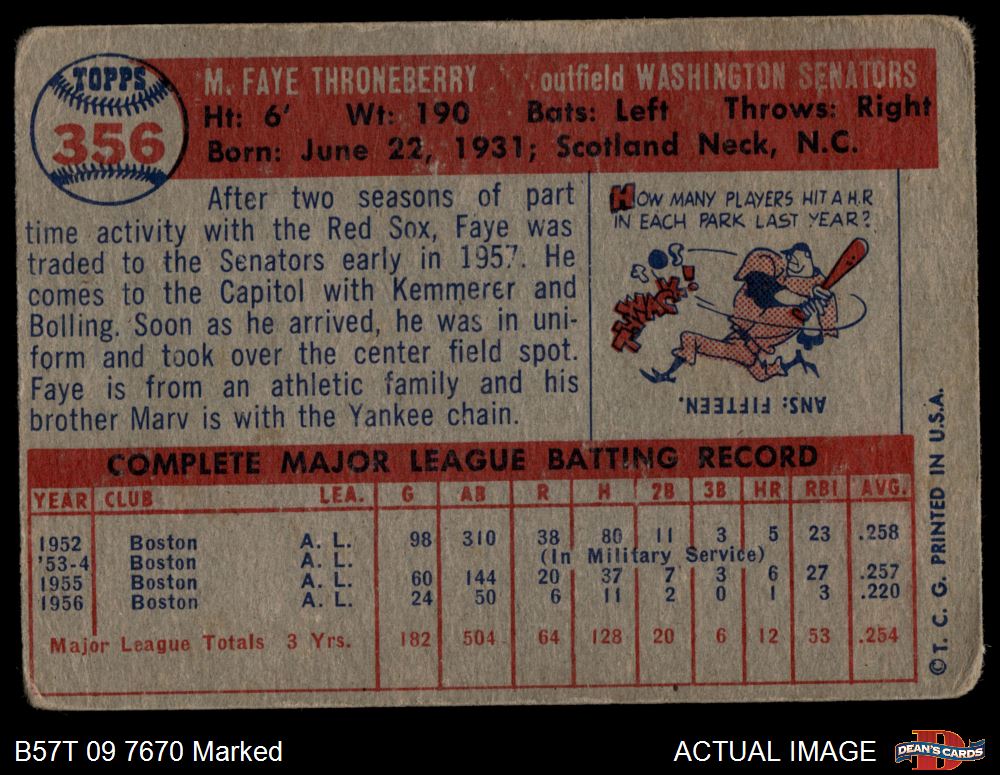 TOPPS
356
M. FAYE THRONEBERRY outfield WASHINGTON SENATORS
Ht: 6' Wt: 190 Bats: Left Throws: Right
Born: June 22, 1931; Scotland Neck, N.C.
After two seasons of part
time activity with the Red Sox, Faye was
traded to the Senators early in 1957. He
comes to the Capitol with Kemmerer and
Bolling. Soon as he arrived, he was in uni-
form and took over the center field spot.
Faye is from an athletic family and his
brother Marv is with the Yankee chain.
HOW MANY PLAYERS HIT A H.R
IN EACH PARK LAST YEAR?
THWACK!
ANS: FIFTEEN.
COMPLETE MAJOR LEAGUE BATTING RECORD
YEAR CLUB LEA. G AB R H 2B 3B HR RBI AVG.
1952 Boston A. L. 98 310 38 80 11 3 5 23 .258
'53-4 Boston A. L. (In Military Service)
1955 Boston A. L. 60 144 20 37 7 3 6 27 .257
1956 Boston A. L. 24 50 6 11 2 0 1 3 .220
Major League Totals 3 Yrs. 182 504 64 128 20 6 12 53 .254
© T. C. G. PRINTED IN U.S.A.
B57T 09 7670 Marked
ACTUAL IMAGE
DEAN'S CARDS